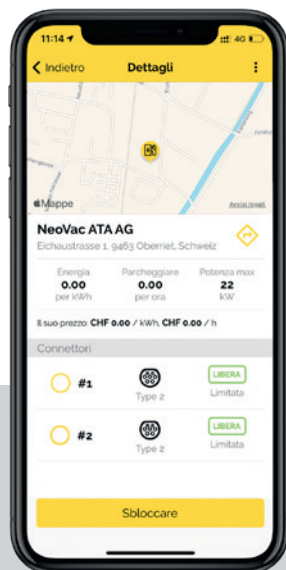 11:14
4G
Indietro
Dettagli
Mappe
Avvisi legali
NeoVac ATA AG
Eichaustrasse 1, 9463 Oberriet, Schweiz
Energia Parcheggiare Potenza max
0.00 0.00 22
per kWh per ora kW
Il suo prezzo: CHF 0.00 / kWh, CHF 0.00 / h
Connettori
#1
Type 2
LIBERA
Limitata
#2
Type 2
LIBERA
Limitata
Sbloccare